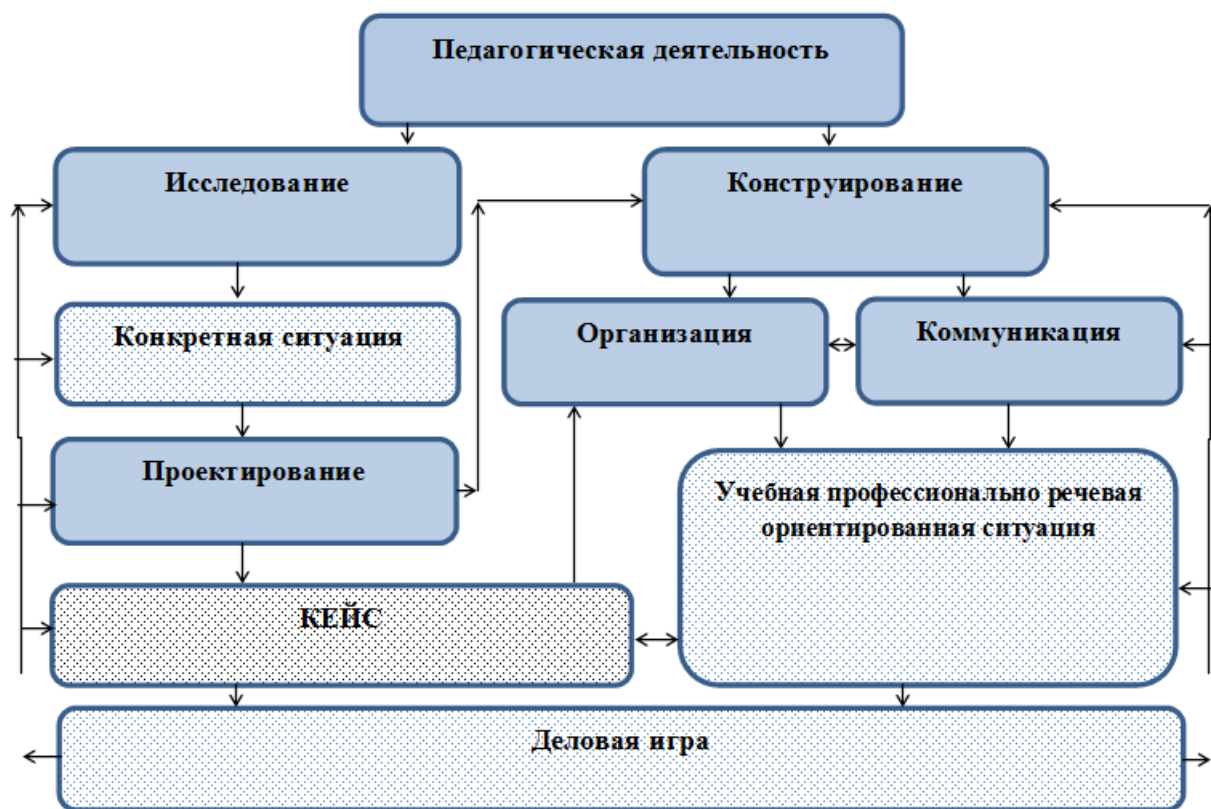 Педагогическая деятельность
Исследование
Конструирование
Конкретная ситуация
Организация
Коммуникация
Проектирование
Учебная профессионально речевая
ориентированная ситуация
КЕЙС
Деловая игра